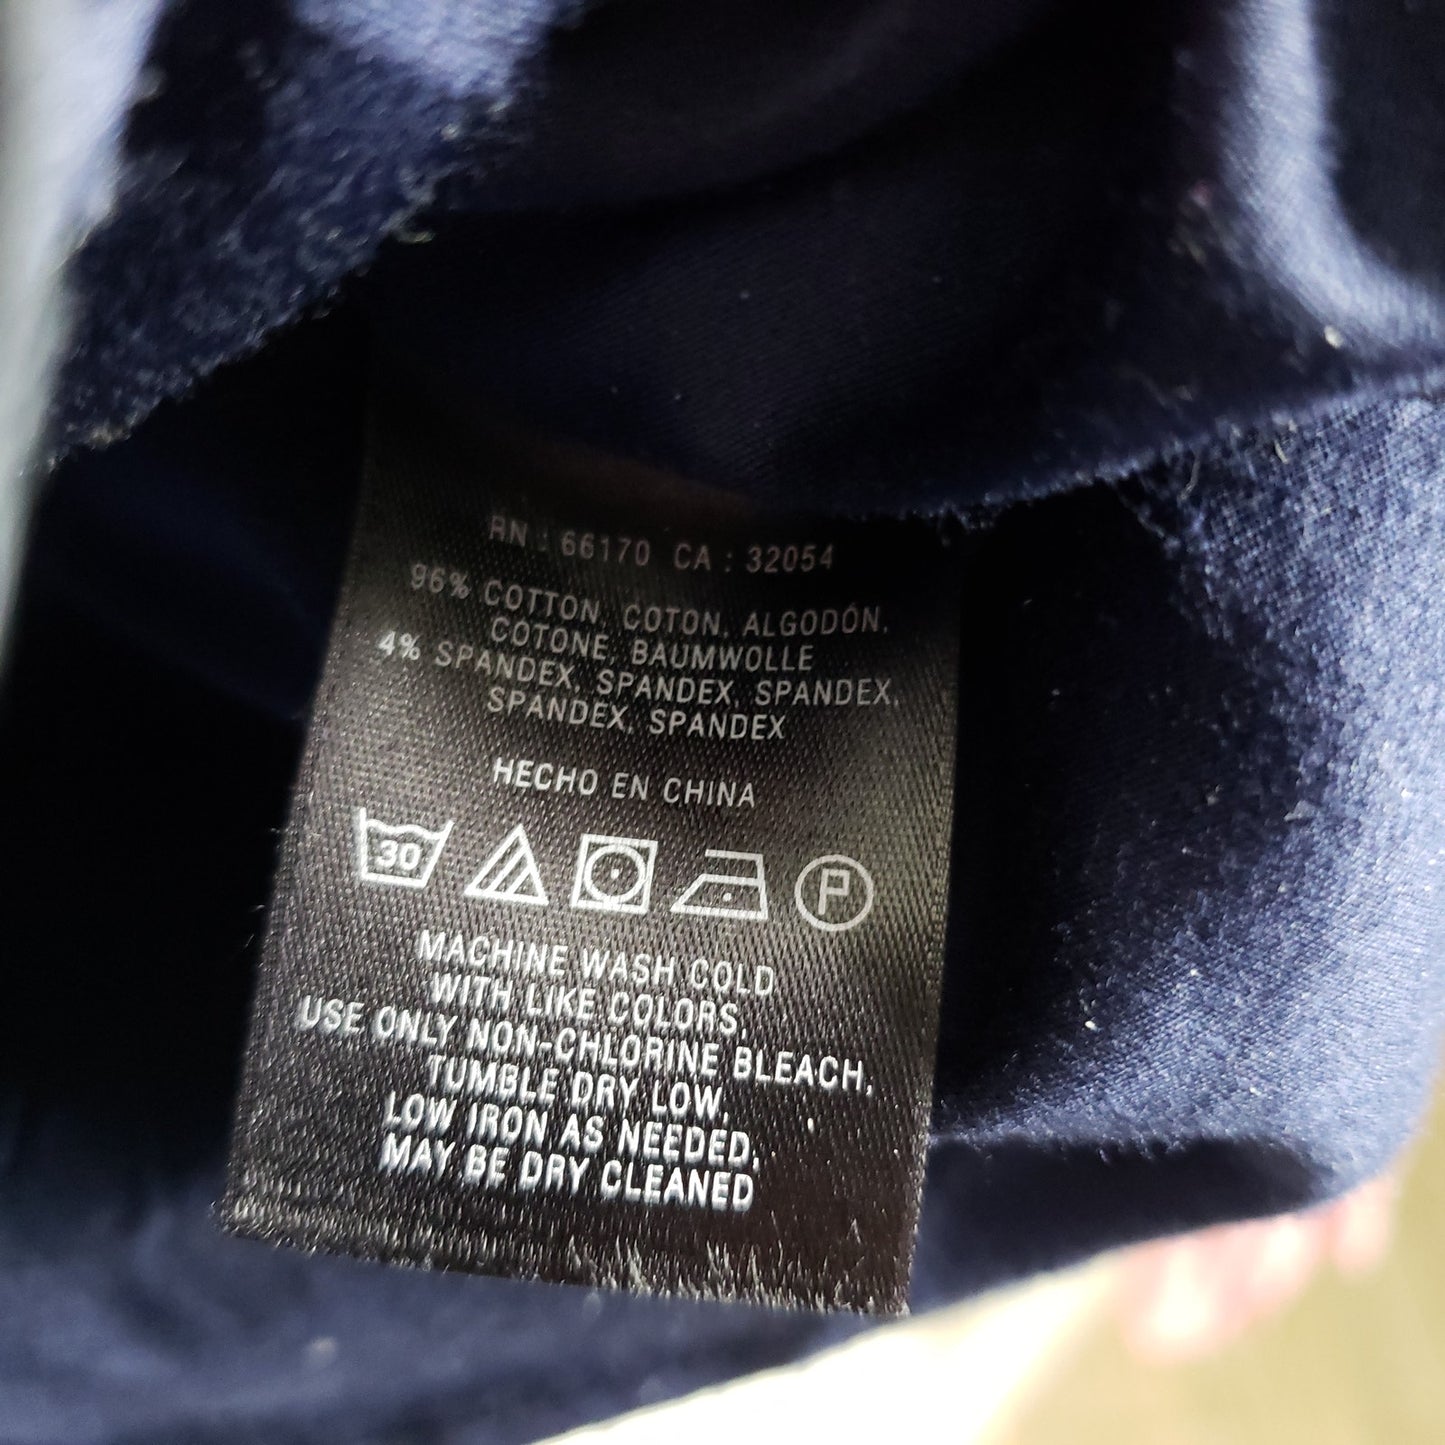 RN : 66170 CA : 32054
96% COTTON, COTON, ALGODÓN,
COTONE, BAUMWOLLE
4% SPANDEX, SPANDEX, SPANDEX,
SPANDEX, SPANDEX
HECHO EN CHINA
30 P
MACHINE WASH COLD
WITH LIKE COLORS,
USE ONLY NON-CHLORINE BLEACH,
TUMBLE DRY LOW,
LOW IRON AS NEEDED,
MAY BE DRY CLEANED